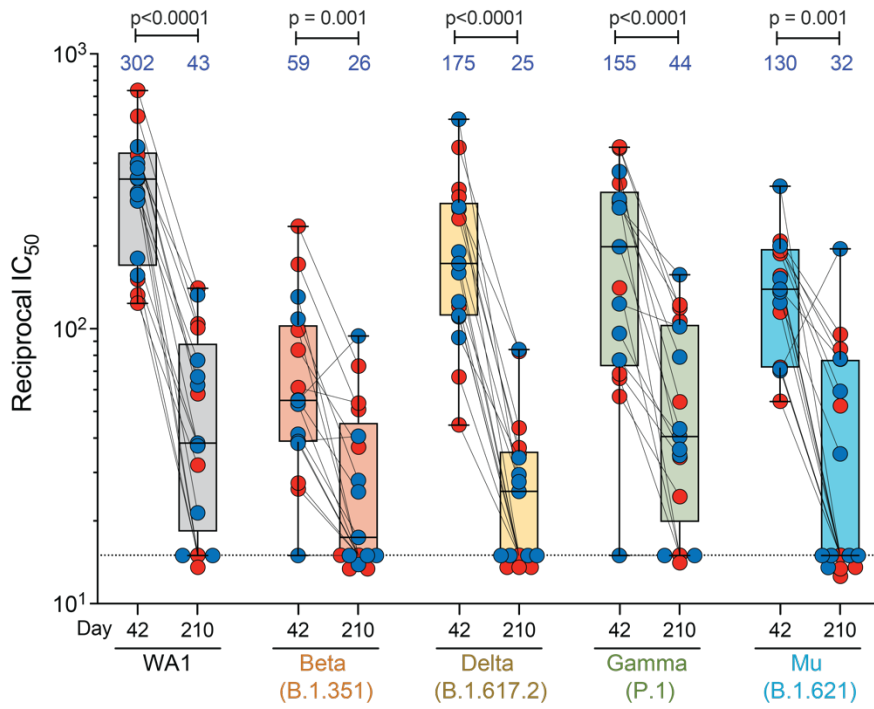 p<0.0001 p = 0.001 p<0.0001 p<0.0001 p = 0.001
302 43 59 26 175 25 155 44 130 32
10³
10²
10¹
Reciprocal IC₅₀
Day 42 210 42 210 42 210 42 210 42 210
WA1 Beta Delta Gamma Mu
(B.1.351) (B.1.617.2) (P.1) (B.1.621)